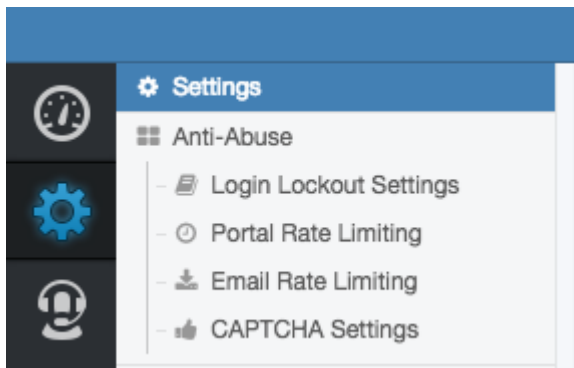 Settings
Anti-Abuse
Login Lockout Settings
Portal Rate Limiting
Email Rate Limiting
CAPTCHA Settings